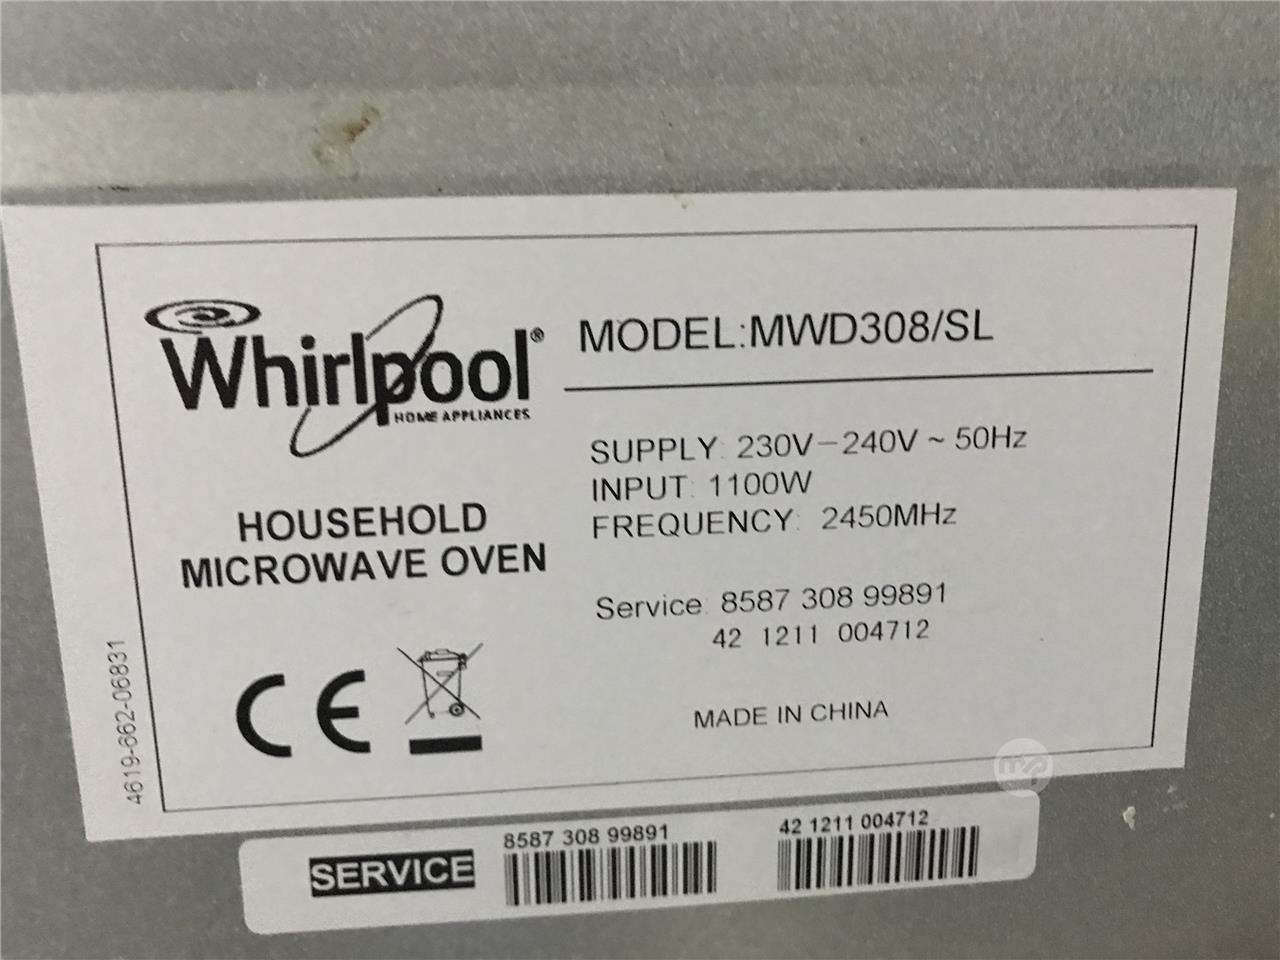 Whirlpool®
HOME APPLIANCES
HOUSEHOLD
MICROWAVE OVEN
CE
4619-662-06831
MODEL:MWD308/SL
SUPPLY: 230V-240V ~ 50Hz
INPUT: 1100W
FREQUENCY: 2450MHz
Service: 8587 308 99891
42 1211 004712
MADE IN CHINA
SERVICE
8587 308 99891
42 1211 004712